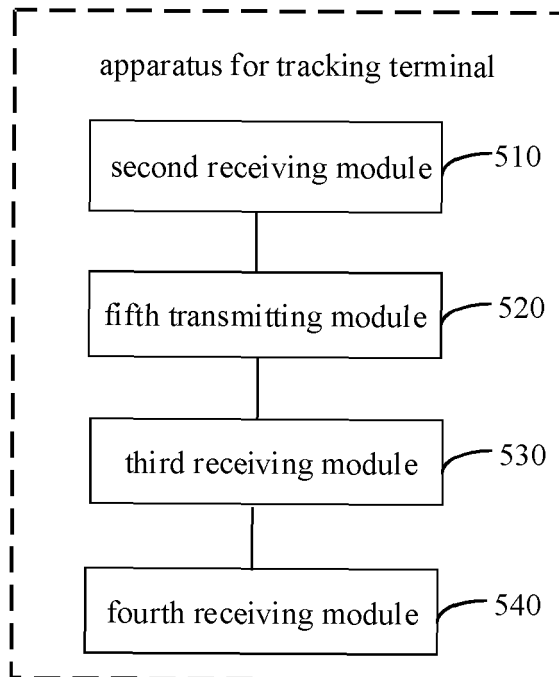 apparatus for tracking terminal
second receiving module
510
fifth transmitting module
520
third receiving module
530
fourth receiving module
540